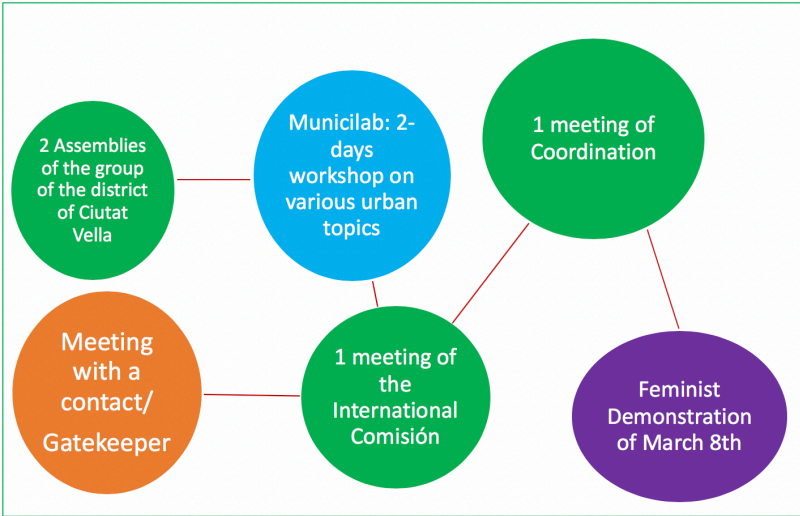 2 Assemblies
of the group
of the district
of Ciutat
Vella
Municilab: 2-
days
workshop on
various urban
topics
1 meeting of
Coordination
Meeting
with a
contact/
Gatekeeper
1 meeting of
the
International
Comisión
Feminist
Demonstration
of March 8th